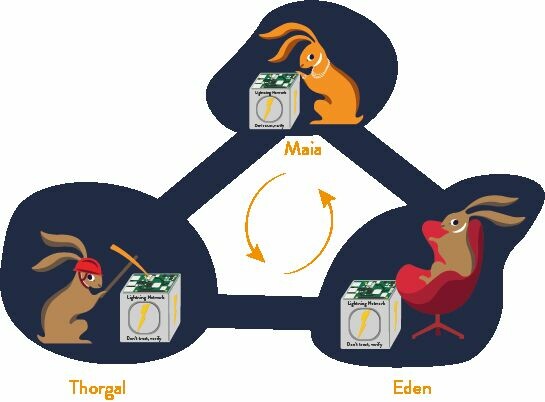 Lightning Network
Don't trust, verify
Maia
Lightning Network
Don't trust, verify
Lightning Network
Don't trust, verify
Thorgal
Eden